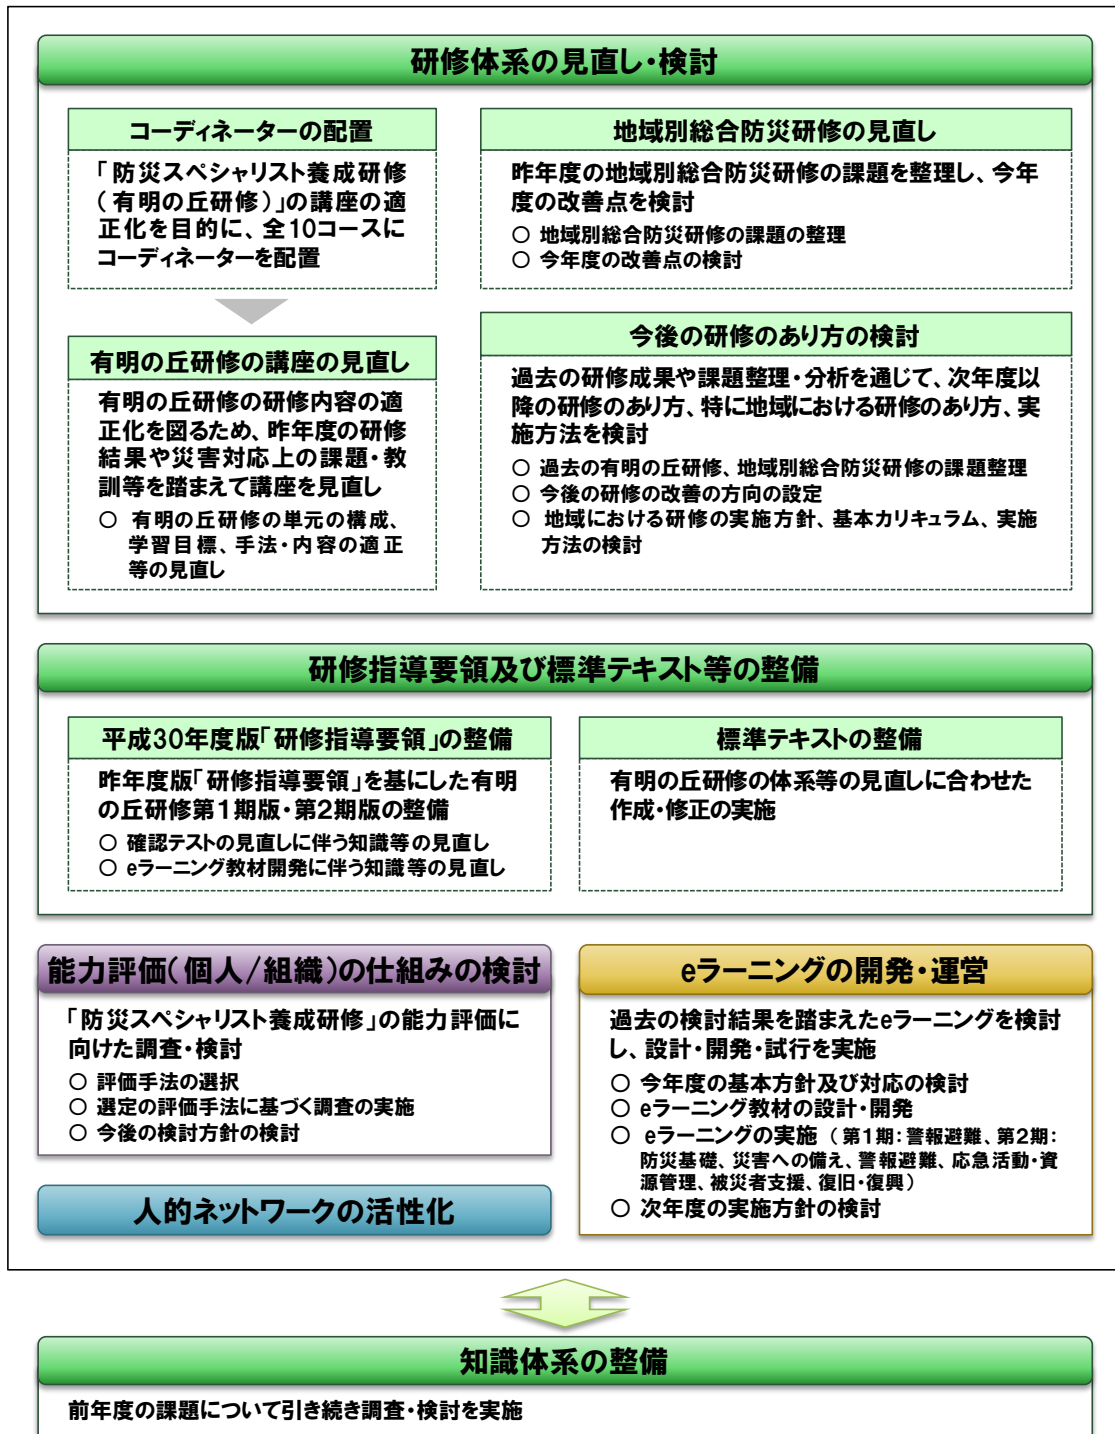 研修体系の見直し・検討
コーディネーターの配置
「防災スペシャリスト養成研修
（有明の丘研修）」の講座の適
正化を目的に、全10コースに
コーディネーターを配置
有明の丘研修の講座の見直し
有明の丘研修の研修内容の適
正化を図るため、昨年度の研修
結果や災害対応上の課題・教
訓等を踏まえて講座を見直し
○ 有明の丘研修の単元の構成、
学習目標、手法・内容の適正
等の見直し
地域別総合防災研修の見直し
昨年度の地域別総合防災研修の課題を整理し、今年
度の改善点を検討
○ 地域別総合防災研修の課題の整理
○ 今年度の改善点の検討
今後の研修のあり方の検討
過去の研修成果や課題整理・分析を通じて、次年度以
降の研修のあり方、特に地域における研修のあり方、実
施方法を検討
○ 過去の有明の丘研修、地域別総合防災研修の課題整理
○ 今後の研修の改善の方向の設定
○ 地域における研修の実施方針、基本カリキュラム、実施
方法の検討
研修指導要領及び標準テキスト等の整備
平成30年度版「研修指導要領」の整備
昨年度版「研修指導要領」を基にした有明
の丘研修第1期版・第2期版の整備
○ 確認テストの見直しに伴う知識等の見直し
○ eラーニング教材開発に伴う知識等の見直し
標準テキストの整備
有明の丘研修の体系等の見直しに合わせた
作成・修正の実施
能力評価（個人/組織）の仕組みの検討
「防災スペシャリスト養成研修」の能力評価に
向けた調査・検討
○ 評価手法の選択
○ 選定の評価手法に基づく調査の実施
○ 今後の検討方針の検討
人的ネットワークの活性化
eラーニングの開発・運営
過去の検討結果を踏まえたeラーニングを検討
し、設計・開発・試行を実施
○ 今年度の基本方針及び対応の検討
○ eラーニング教材の設計・開発
○ eラーニングの実施（第1期：警報避難、第2期：
防災基礎、災害への備え、警報避難、応急活動・資
源管理、被災者支援、復旧・復興）
○ 次年度の実施方針の検討
知識体系の整備
前年度の課題について引き続き調査・検討を実施